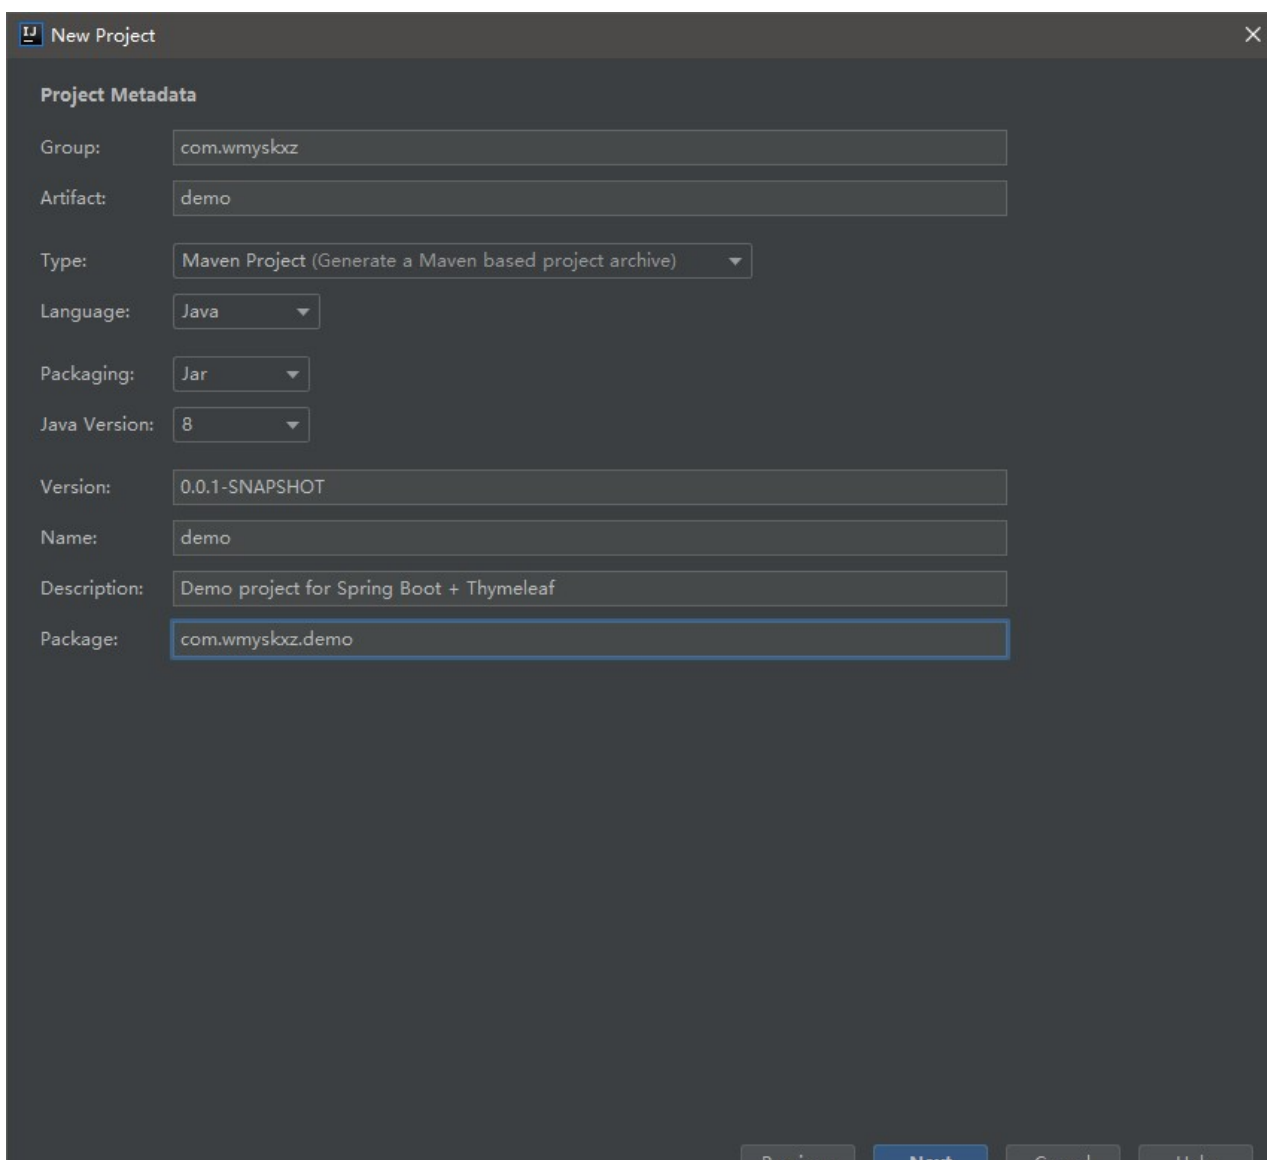 New Project
Project Metadata
Group: com.wmyskxz
Artifact: demo
Type: Maven Project (Generate a Maven based project archive)
Language: Java
Packaging: Jar
Java Version: 8
Version: 0.0.1-SNAPSHOT
Name: demo
Description: Demo project for Spring Boot + Thymeleaf
Package: com.wmyskxz.demo
Next